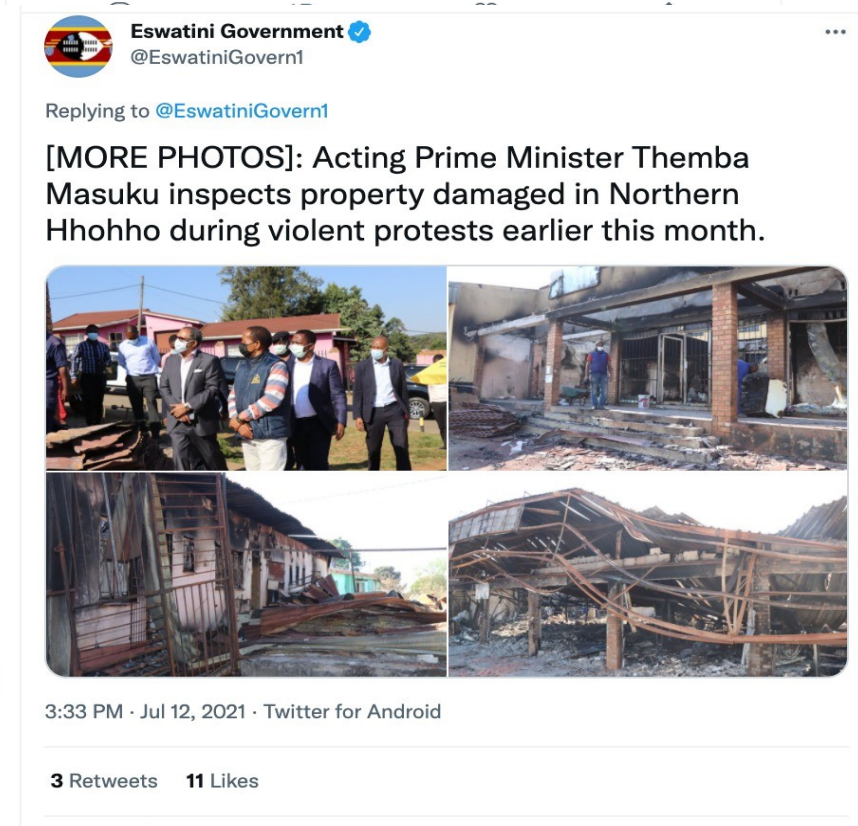 Eswatini Government
@EswatiniGovern1
Replying to @EswatiniGovern1
[MORE PHOTOS]: Acting Prime Minister Themba
Masuku inspects property damaged in Northern
Hhohho during violent protests earlier this month.
3:33 PM · Jul 12, 2021 · Twitter for Android
3 Retweets 11 Likes